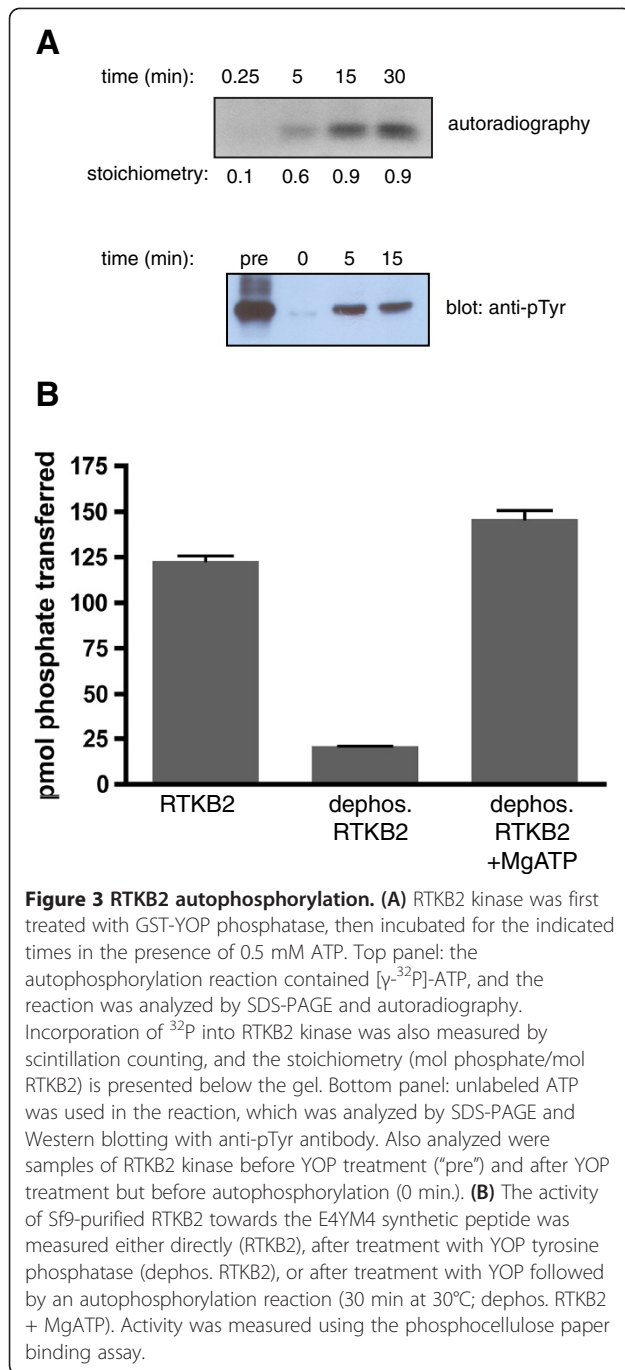 A
time (min): 0.25 5 15 30
autoradiography
stoichiometry: 0.1 0.6 0.9 0.9
time (min): pre 0 5 15
blot: anti-pTyr
B
pmol phosphate transferred
175
150
125
100
75
50
25
0
RTKB2
dephos.
RTKB2
dephos.
RTKB2
+MgATP
Figure 3 RTKB2 autophosphorylation. (A) RTKB2 kinase was first
treated with GST-YOP phosphatase, then incubated for the indicated
times in the presence of 0.5 mM ATP. Top panel: the
autophosphorylation reaction contained [γ-³²P]-ATP, and the
reaction was analyzed by SDS-PAGE and autoradiography.
Incorporation of ³²P into RTKB2 kinase was also measured by
scintillation counting, and the stoichiometry (mol phosphate/mol
RTKB2) is presented below the gel. Bottom panel: unlabeled ATP
was used in the reaction, which was analyzed by SDS-PAGE and
Western blotting with anti-pTyr antibody. Also analyzed were
samples of RTKB2 kinase before YOP treatment (“pre”) and after YOP
treatment but before autophosphorylation (0 min.). (B) The activity
of Sf9-purified RTKB2 towards the E4YM4 synthetic peptide was
measured either directly (RTKB2), after treatment with YOP tyrosine
phosphatase (dephos. RTKB2), or after treatment with YOP followed
by an autophosphorylation reaction (30 min at 30°C; dephos. RTKB2
+ MgATP). Activity was measured using the phosphocellulose paper
binding assay.